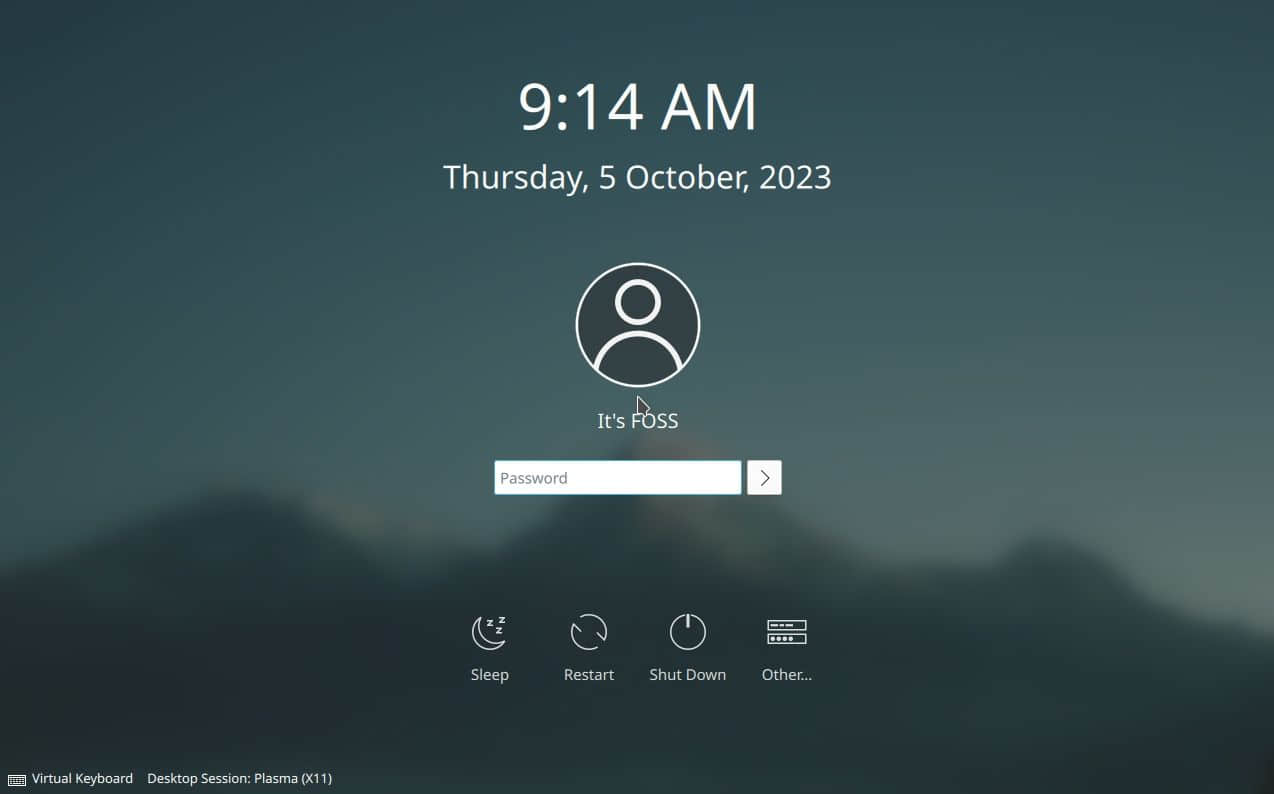 9:14 AM
Thursday, 5 October, 2023
It's FOSS
Password
z z z
Sleep Restart Shut Down Other...
Virtual Keyboard Desktop Session: Plasma (X11)